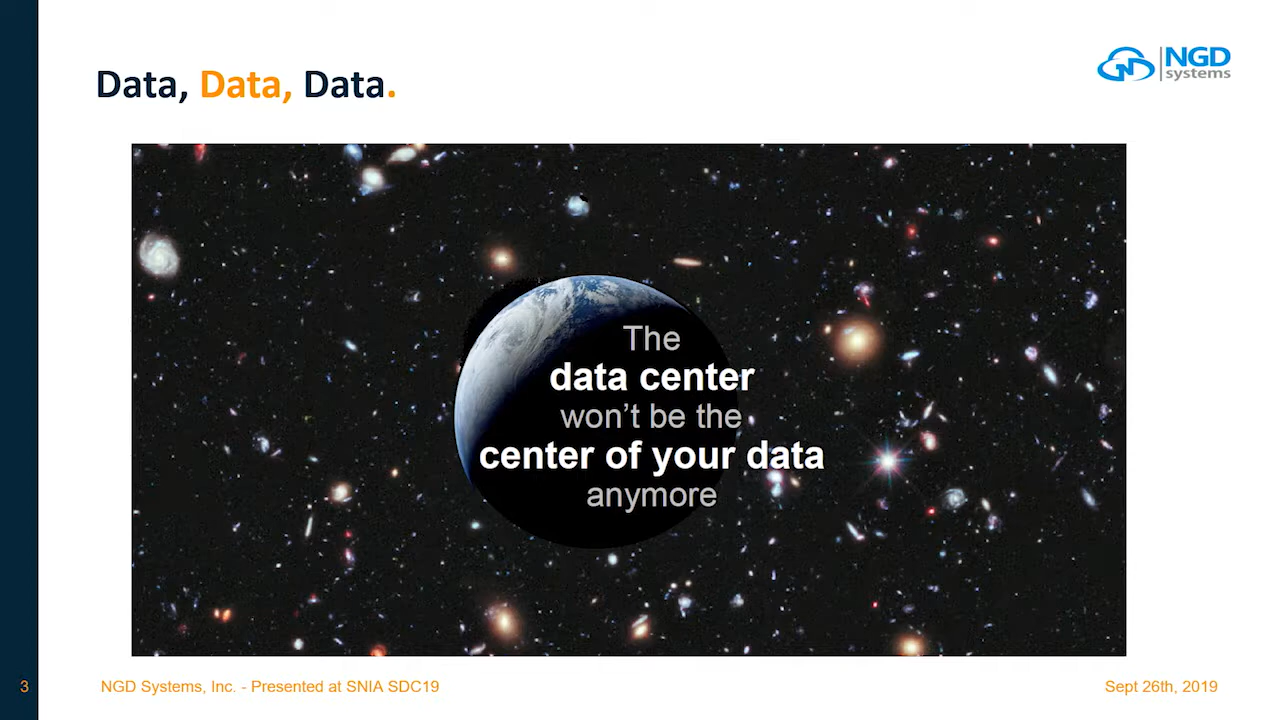 Data, Data, Data.
NGD
systems
The
data center
won't be the
center of your data
anymore
3
NGD Systems, Inc. - Presented at SNIA SDC19
Sept 26th, 2019